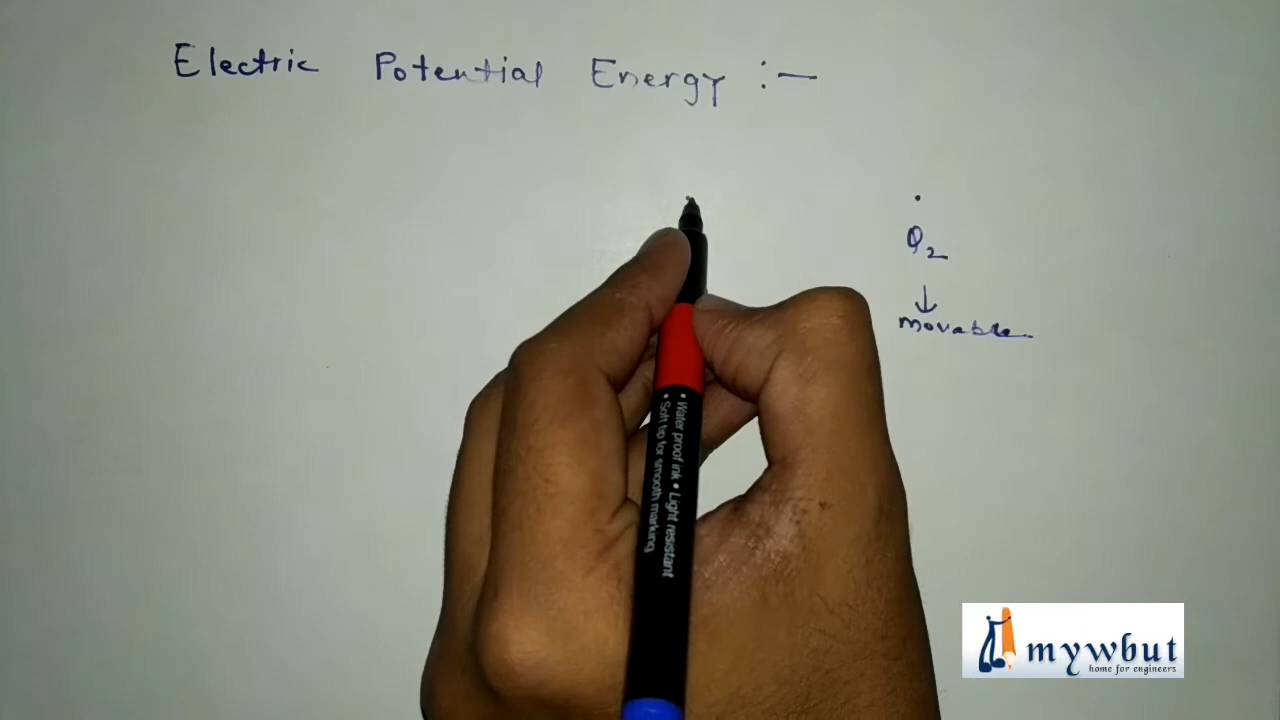 Electric Potential Energy :-
Q2
↓
movable
• Water proof ink • Light resistant
• Soft tip for smooth marking
mywbut
home for engineers